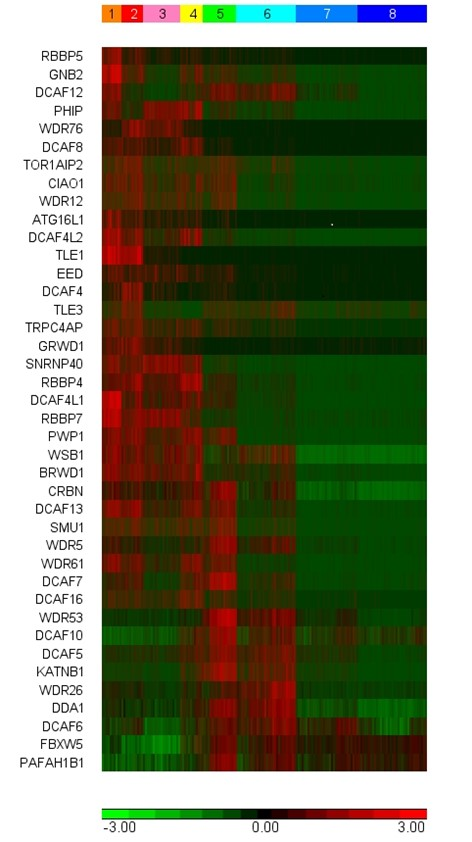 1 2 3 4 5 6 7 8
RBBP5
GNB2
DCAF12
PHIP
WDR76
DCAF8
TOR1AIP2
CIAO1
WDR12
ATG16L1
DCAF4L2
TLE1
EED
DCAF4
TLE3
TRPC4AP
GRWD1
SNRNP40
RBBP4
DCAF4L1
RBBP7
PWP1
WSB1
BRWD1
CRBN
DCAF13
SMU1
WDR5
WDR61
DCAF7
DCAF16
WDR53
DCAF10
DCAF5
KATNB1
WDR26
DDA1
DCAF6
FBXW5
PAFAH1B1
-3.00 0.00 3.00